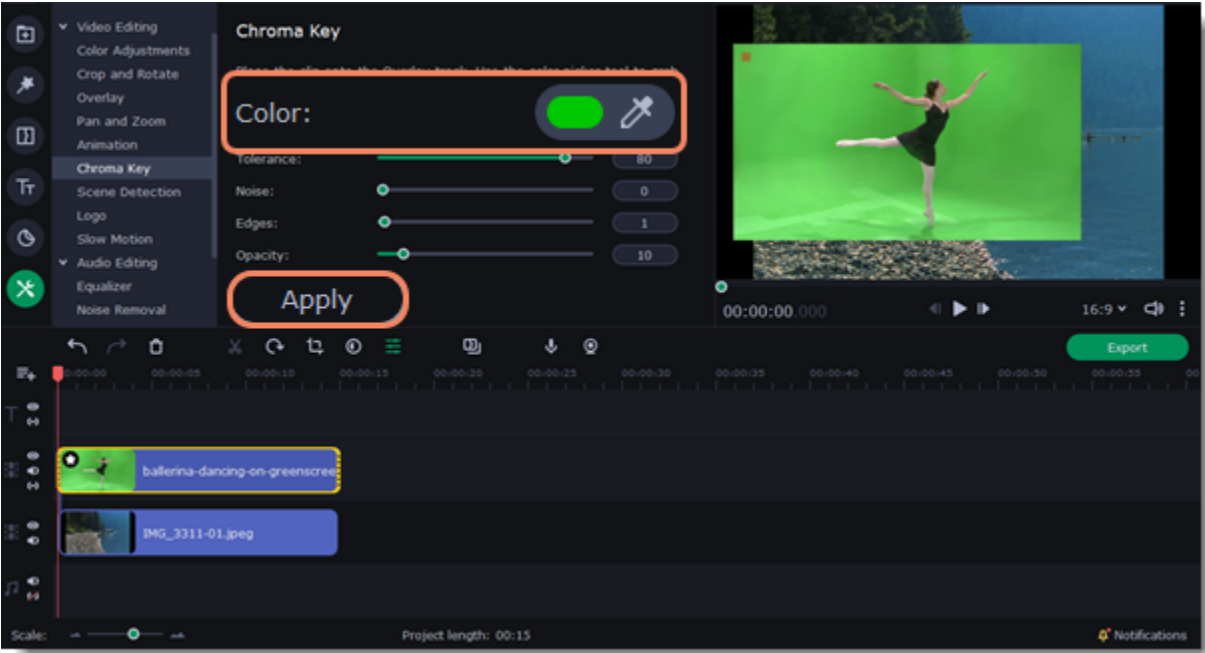 Video Editing
Color Adjustments
Crop and Rotate
Overlay
Pan and Zoom
Animation
Chroma Key
Scene Detection
Logo
Slow Motion
Audio Editing
Equalizer
Noise Removal
Chroma Key
Color:
Tolerance: 80
Noise: 0
Edges: 1
Opacity: 10
Apply
00:00:00.000
16:9
Export
00:00:00 00:00:05 00:00:10 00:00:15 00:00:20 00:00:25 00:00:30 00:00:35 00:00:40 00:00:45 00:00:50 00:00:55 00
ballerina-dancing-on-greenscree
IMG_3311-01.jpeg
Scale:
Project length: 00:15
Notifications